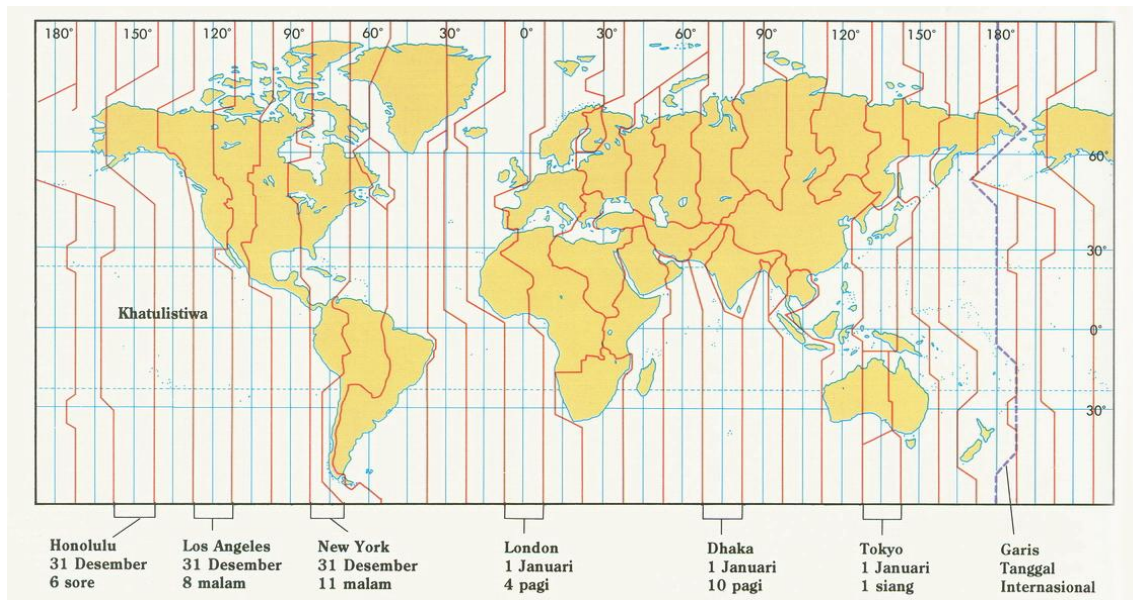 180° 150° 120° 90° 60° 30° 0° 30° 60° 90° 120° 150° 180°
60°
30°
Khatulistiwa
0°
30°
Honolulu
31 Desember
6 sore
Los Angeles
31 Desember
8 malam
New York
31 Desember
11 malam
London
1 Januari
4 pagi
Dhaka
1 Januari
10 pagi
Tokyo
1 Januari
1 siang
Garis
Tanggal
Internasional